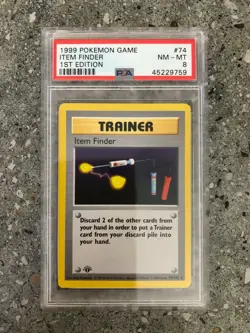 1999 POKEMON GAME #74
ITEM FINDER NM - MT
1ST EDITION 8
PSA 45229759
TRAINER
Item Finder
Discard 2 of the other cards from
your hand in order to put a Trainer
card from your discard pile into
your hand.